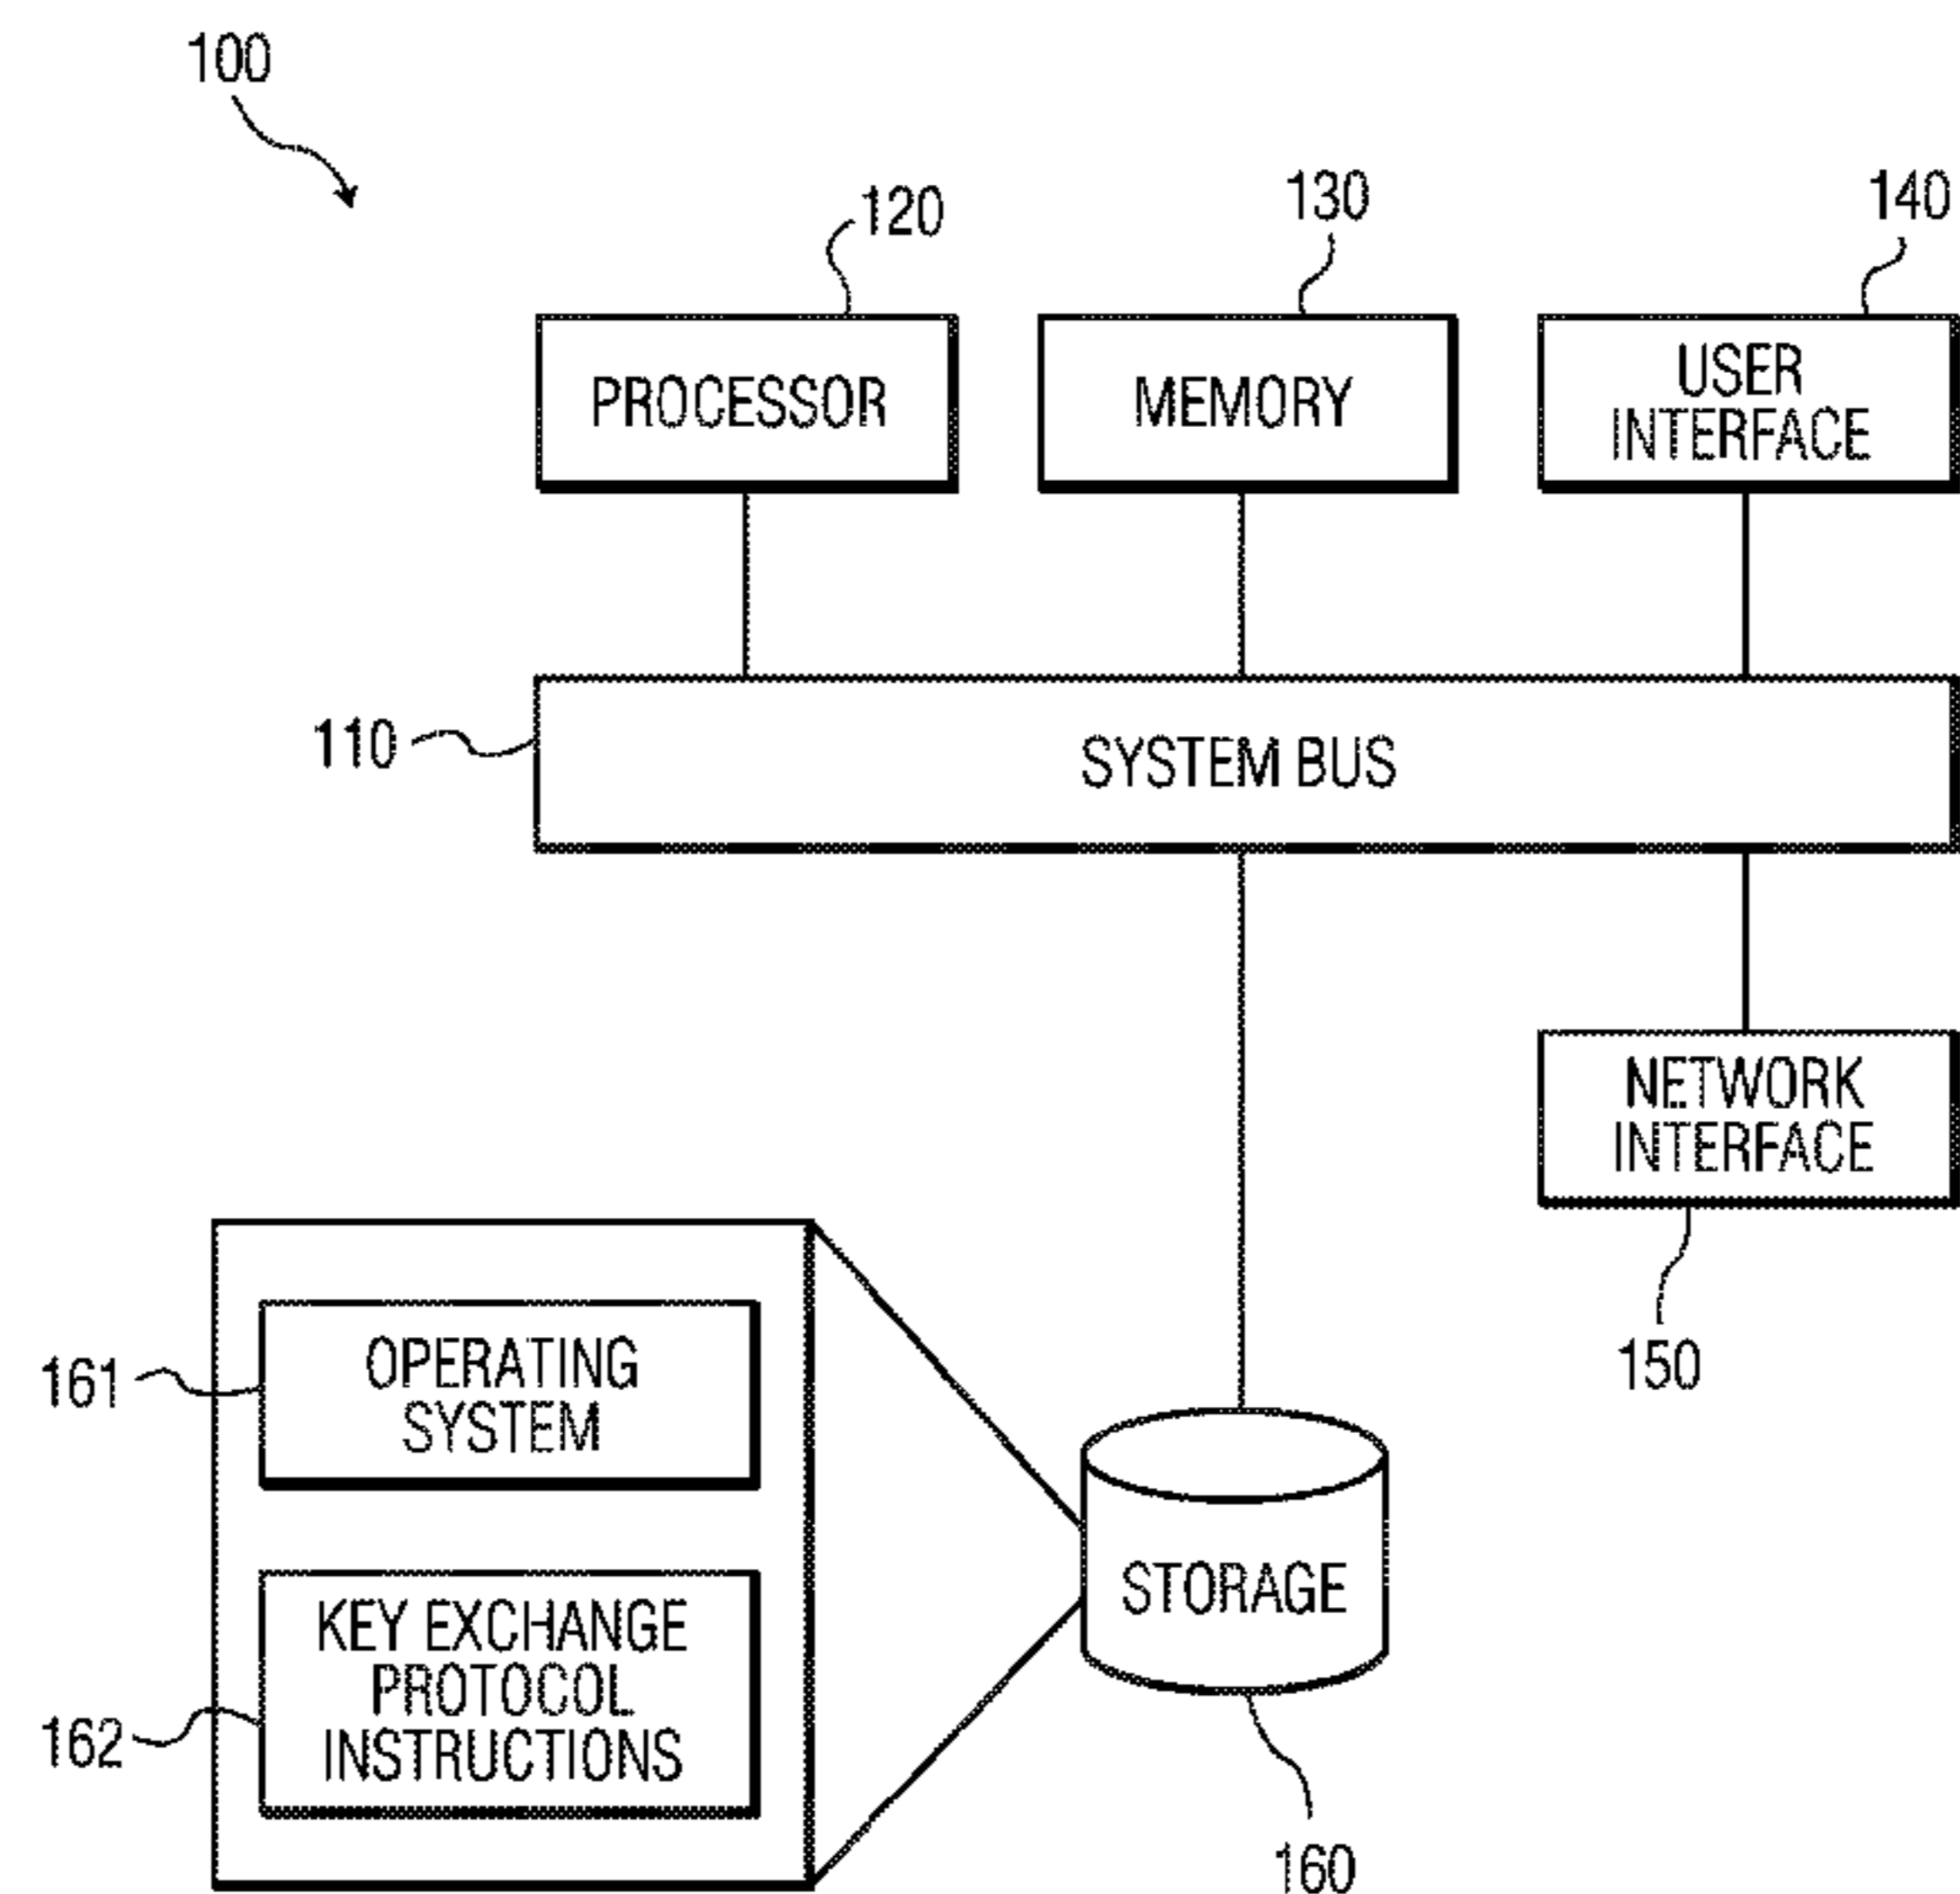 100
120
130
140
PROCESSOR
MEMORY
USER
INTERFACE
110
SYSTEM BUS
NETWORK
INTERFACE
150
161
OPERATING
SYSTEM
162
KEY EXCHANGE
PROTOCOL
INSTRUCTIONS
STORAGE
160